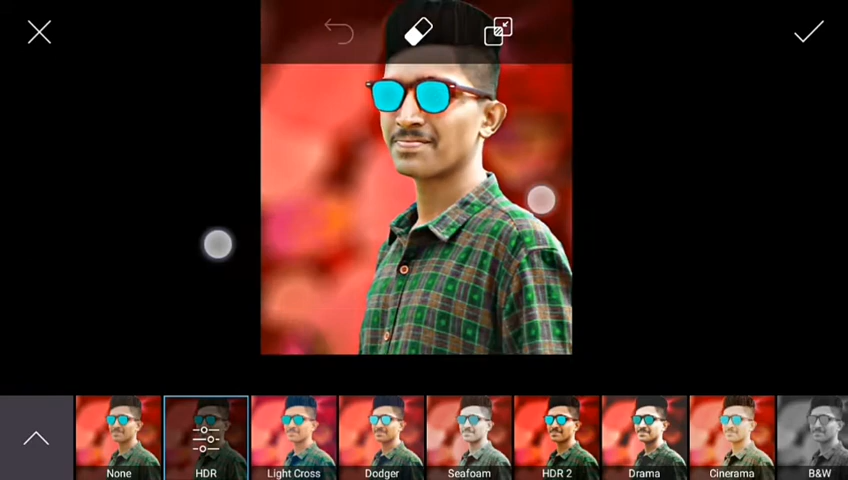 None
HDR
Light Cross
Dodger
Seafoam
HDR 2
Drama
Cinerama
B&W